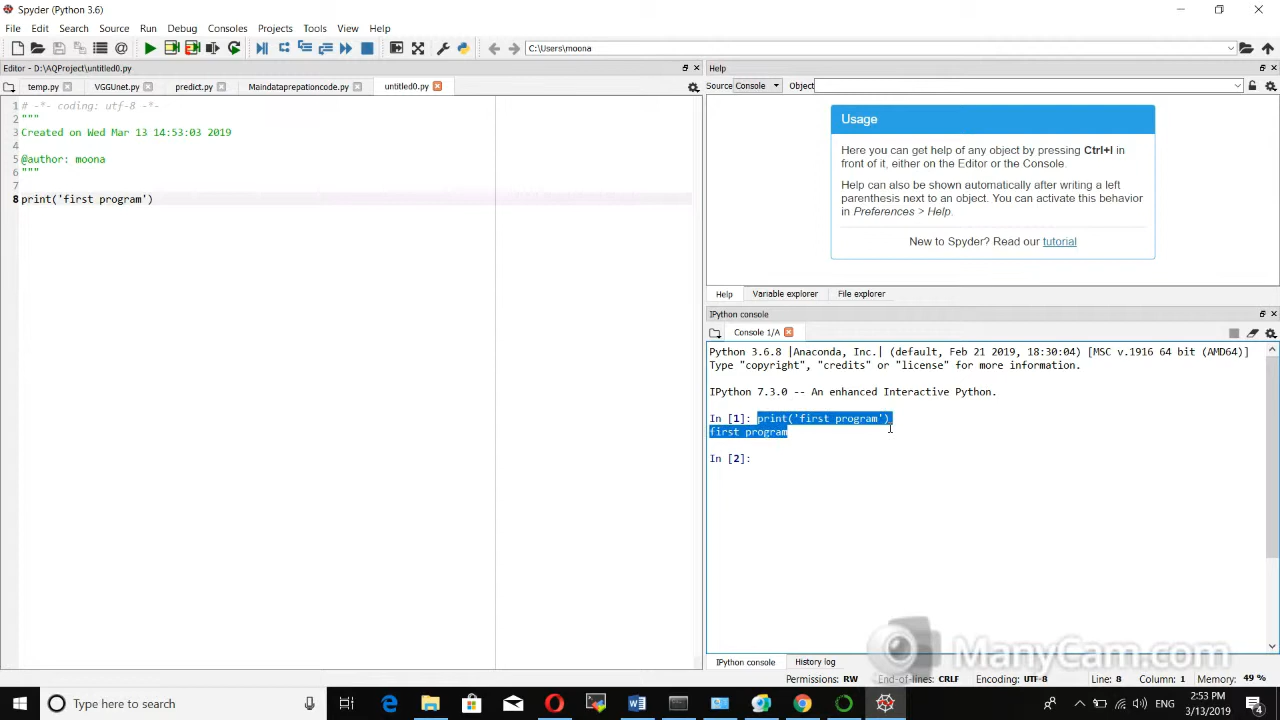 Spyder (Python 3.6)
File Edit Search Source Run Debug Consoles Projects Tools View Help
C:\Users\moona
Editor - D:\AQProject\untitled0.py
temp.py VGGUnet.py predict.py Maindataprepationcode.py untitled0.py
1 # -*- coding: utf-8 -*-
2 """
3 Created on Wed Mar 13 14:53:03 2019
4
5 @author: moona
6 """
7
8 print('first program')
Help
Source Console Object
Usage
Here you can get help of any object by pressing Ctrl+I in
front of it, either on the Editor or the Console.
Help can also be shown automatically after writing a left
parenthesis next to an object. You can activate this behavior
in Preferences > Help.
New to Spyder? Read our tutorial
Help Variable explorer File explorer
IPython console
Console 1/A
Python 3.6.8 |Anaconda, Inc.| (default, Feb 21 2019, 18:30:04) [MSC v.1916 64 bit (AMD64)]
Type "copyright", "credits" or "license" for more information.
IPython 7.3.0 -- An enhanced Interactive Python.
In [1]: print('first program')
first program
In [2]:
ManyCam.com
IPython console History log
Permissions: RW End-of-lines: CRLF Encoding: UTF-8 Line: 8 Column: 1 Memory: 49 %
Type here to search
ENG 2:53 PM
3/13/2019
4